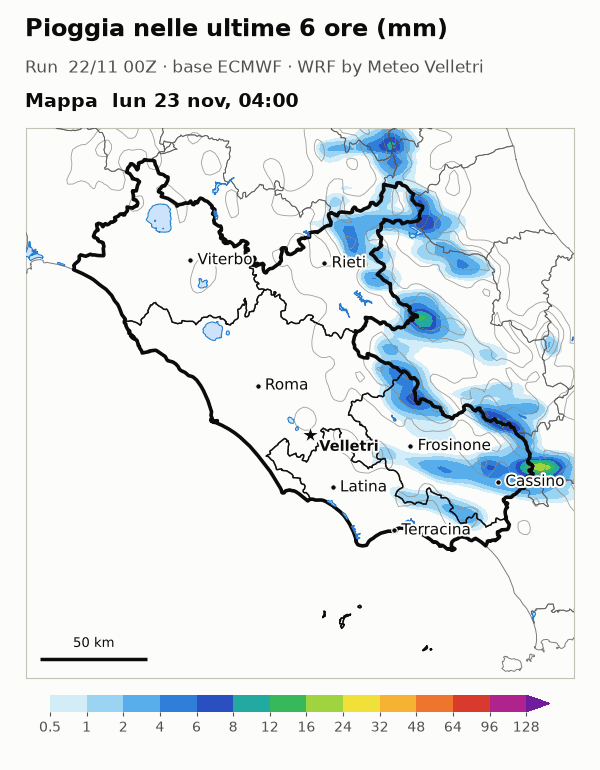 Pioggia nelle ultime 6 ore (mm)
Run  22/11 00Z · base ECMWF · WRF by Meteo Velletri
Mappa  lun 23 nov, 04:00
Viterbo
Rieti
Roma
Velletri
Frosinone
Latina
Cassino
Terracina
50 km
0.5 1 2 4 6 8 12 16 24 32 48 64 96 128